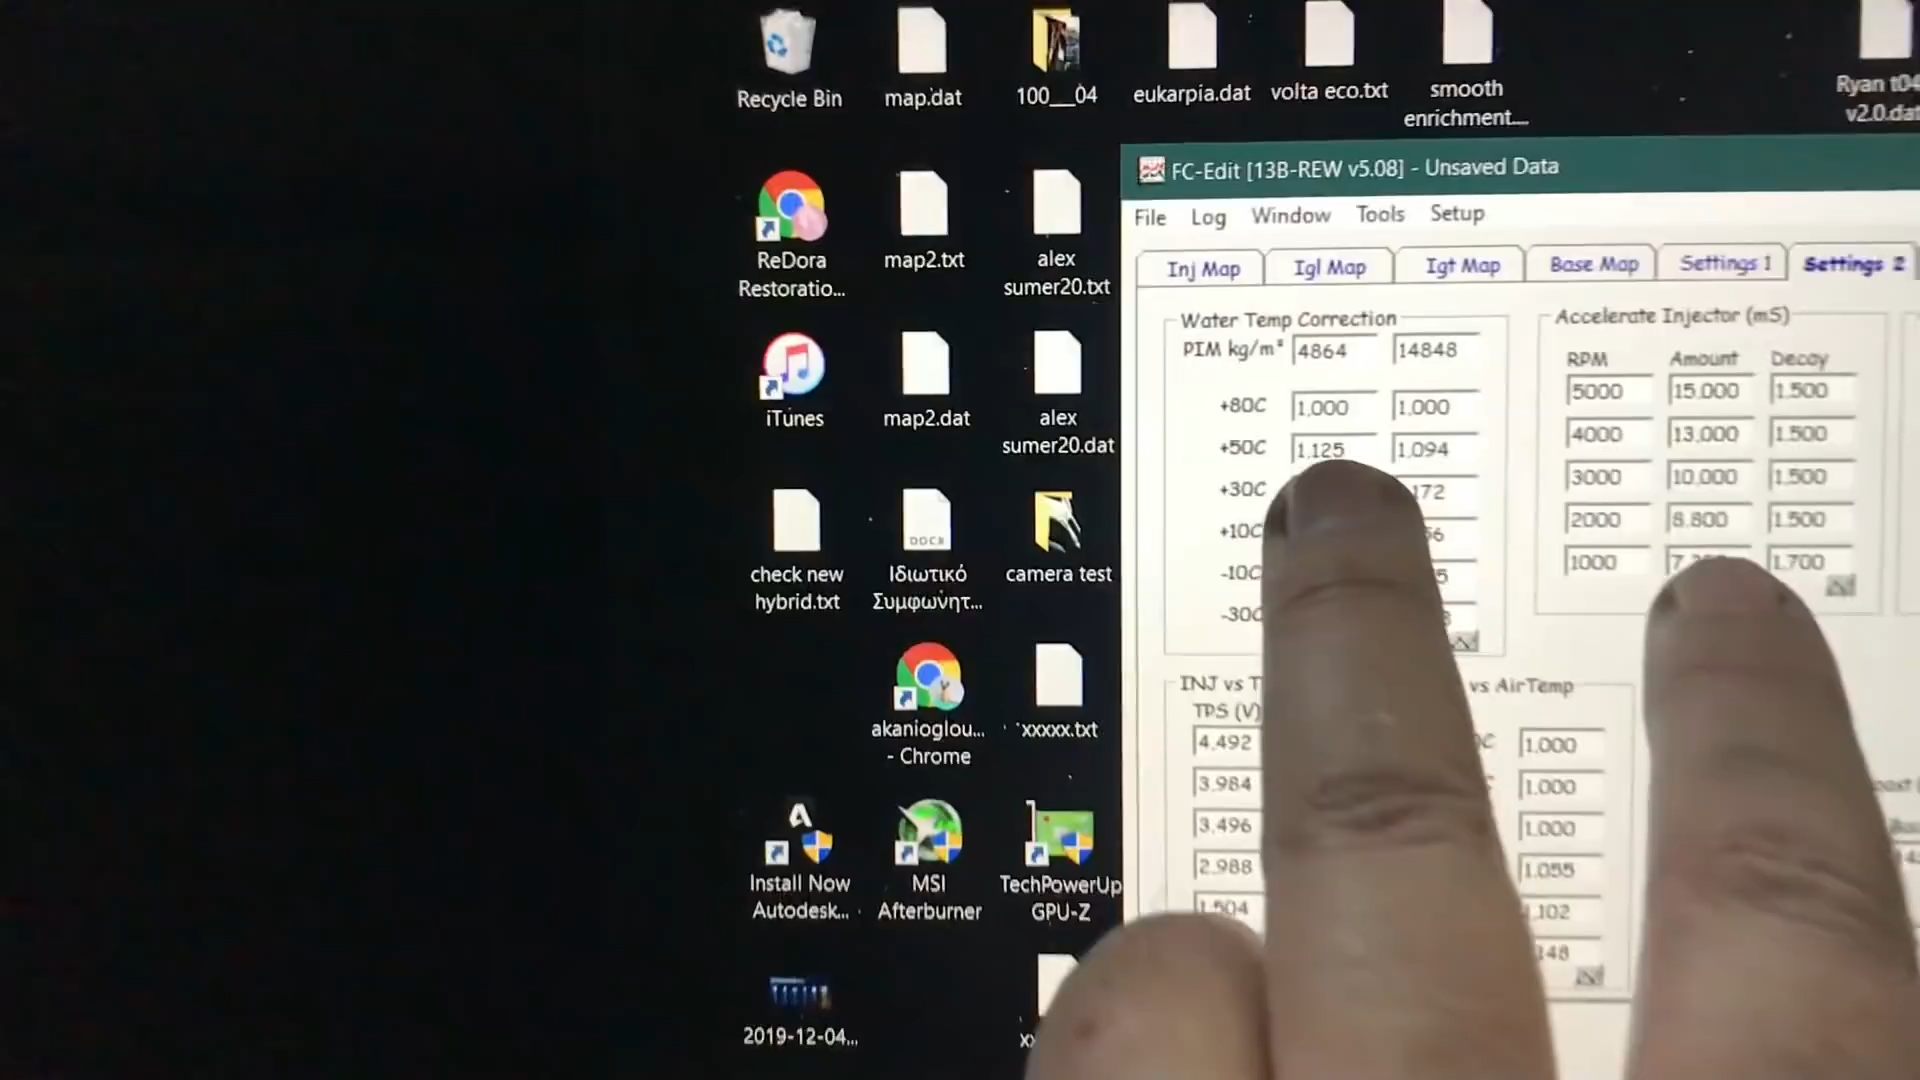 Recycle Bin
map.dat
100__04
eukarpia.dat
volta eco.txt
smooth
enrichment....
Ryan t04
v2.0.dat
ReDora
Restoratio...
map2.txt
alex
sumer20.txt
iTunes
map2.dat
alex
sumer20.dat
check new
hybrid.txt
DOCX
Ιδιωτικό
Συμφωνητ...
camera test
akanioglou...
- Chrome
xxxxx.txt
Install Now
Autodesk...
MSI
Afterburner
TechPowerUp
GPU-Z
2019-12-04...
FC-Edit [13B-REW v5.08] - Unsaved Data
File Log Window Tools Setup
Inj Map Igl Map Igt Map Base Map Settings 1 Settings 2
Water Temp Correction
PIM kg/m² 4864 14848
+80C 1.000 1.000
+50C 1.125 1.094
+30C 172
+10C
-10C
-30C
Accelerate Injector (mS)
RPM Amount Decay
5000 15.000 1.500
4000 13.000 1.500
3000 10.000 1.500
2000 8.800 1.500
1000 1.700
INJ vs
TPS (V)
4.492
3.984
3.496
2.988
1.504
vs AirTemp
1.000
1.000
1.000
1.055
102
148